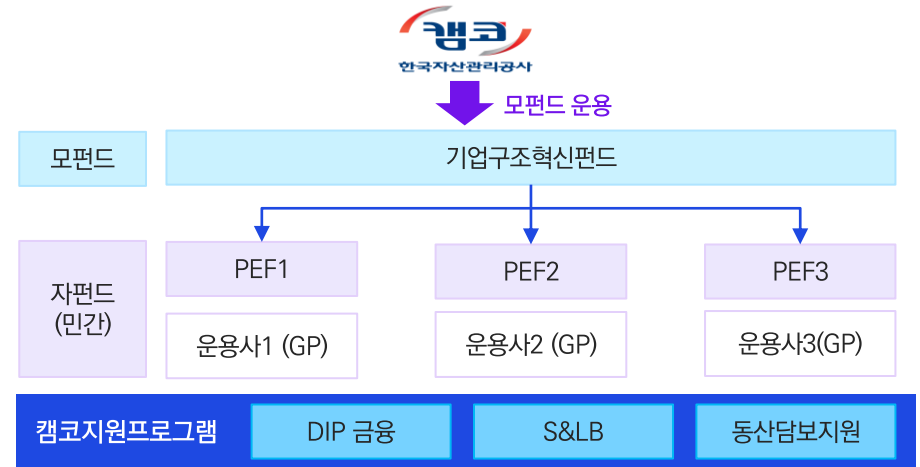 캠코
한국자산관리공사
모펀드 운용
모펀드
기업구조혁신펀드
자펀드
(민간)
PEF1
PEF2
PEF3
운용사1 (GP)
운용사2 (GP)
운용사3(GP)
캠코지원프로그램
DIP 금융
S&LB
동산담보지원